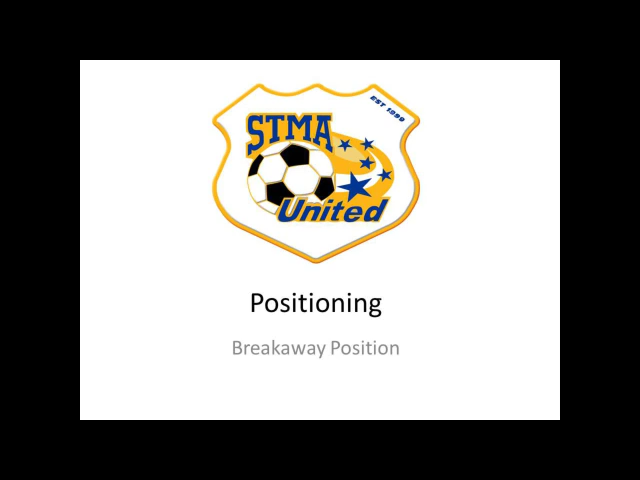 EST 1999
STMA
United
Positioning
Breakaway Position